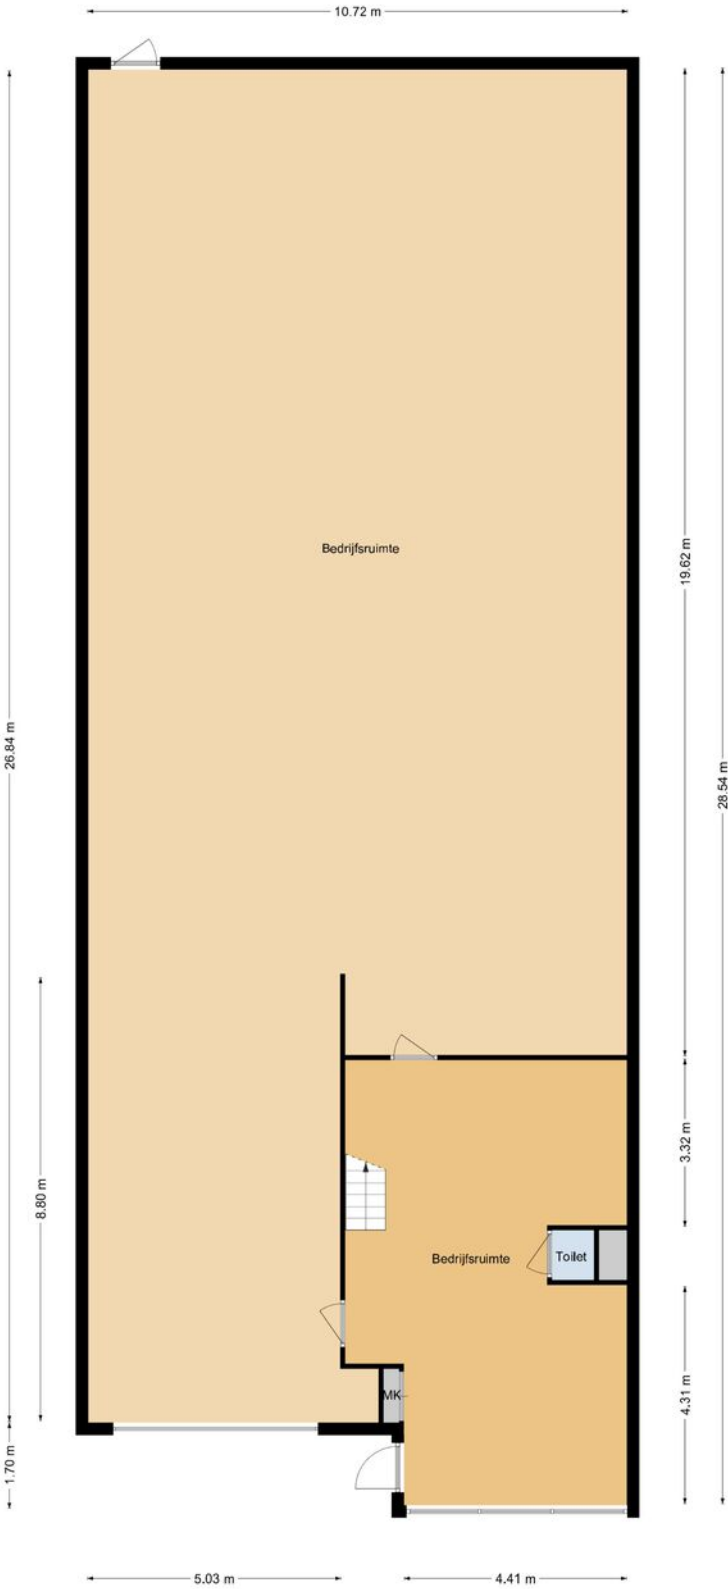 10.72 m
Bedrijfsruimte
19.62 m
26.84 m
28.54 m
3.32 m
8.80 m
Bedrijfsruimte
Toilet
MK
4.31 m
1.70 m
5.03 m
4.41 m